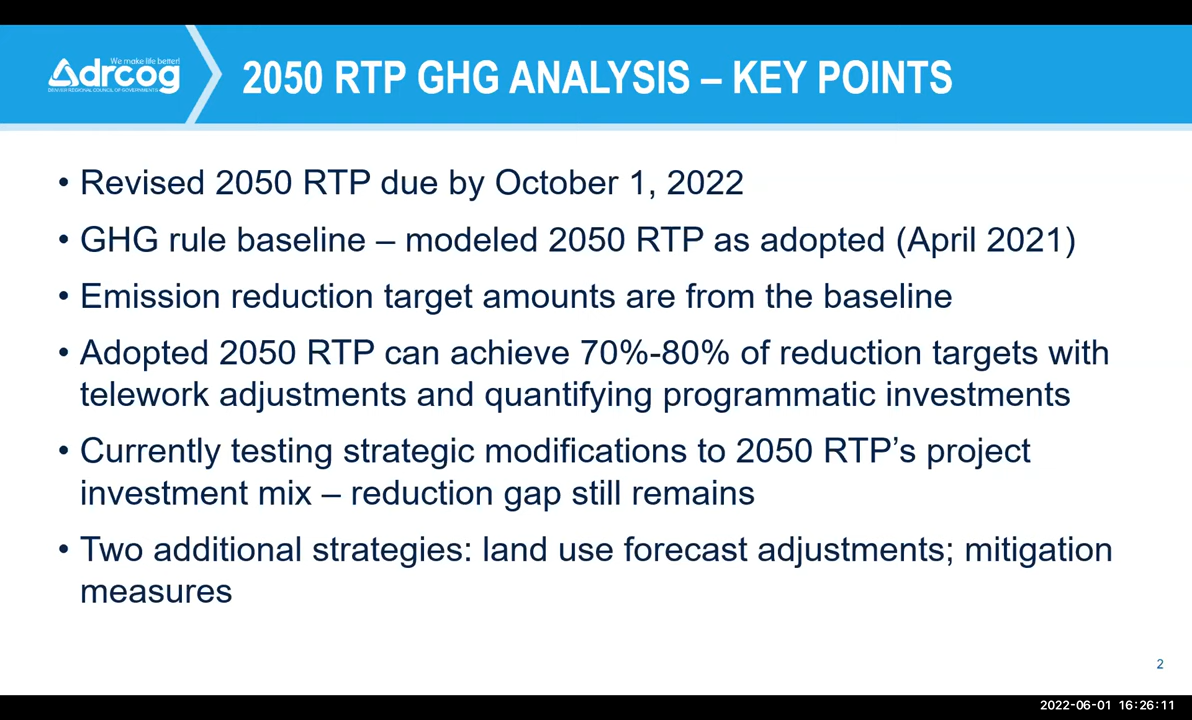 We make life better!
drcog
DENVER REGIONAL COUNCIL OF GOVERNMENTS
2050 RTP GHG ANALYSIS – KEY POINTS
• Revised 2050 RTP due by October 1, 2022
• GHG rule baseline – modeled 2050 RTP as adopted (April 2021)
• Emission reduction target amounts are from the baseline
• Adopted 2050 RTP can achieve 70%-80% of reduction targets with
telework adjustments and quantifying programmatic investments
• Currently testing strategic modifications to 2050 RTP’s project
investment mix – reduction gap still remains
• Two additional strategies: land use forecast adjustments; mitigation
measures
2
2022-06-01 16:26:11